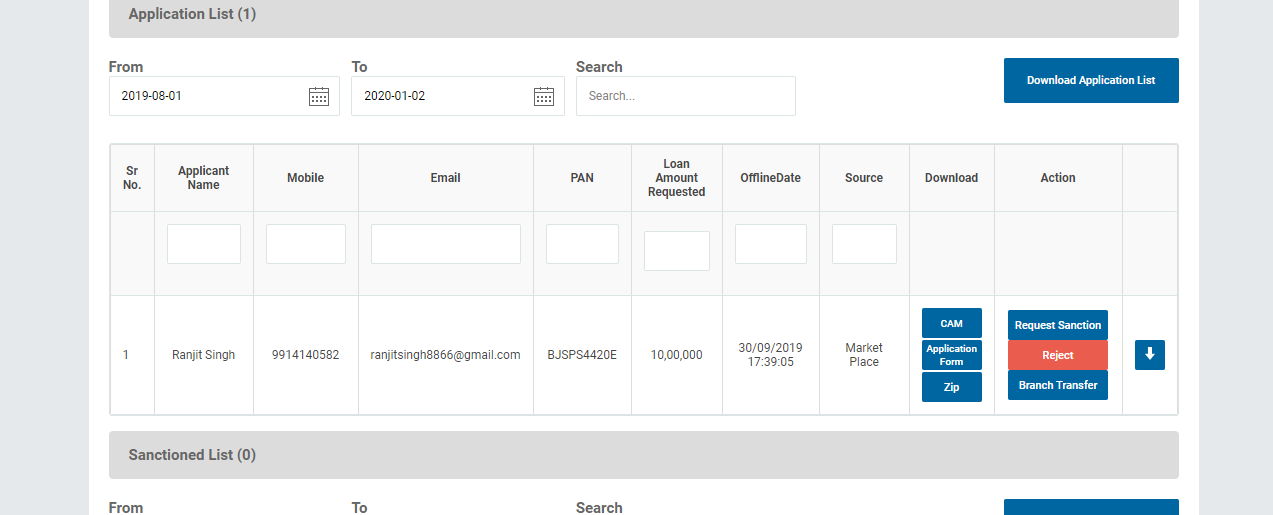 Application List (1)
From
To
Search
2019-08-01
2020-01-02
Search...
Download Application List
Sr
No.
Applicant
Name
Mobile
Email
PAN
Loan
Amount
Requested
OfflineDate
Source
Download
Action
1
Ranjit Singh
9914140582
ranjitsingh8866@gmail.com
BJSPS4420E
10,00,000
30/09/2019
17:39:05
Market
Place
CAM
Application
Form
Zip
Request Sanction
Reject
Branch Transfer
Sanctioned List (0)
From
To
Search